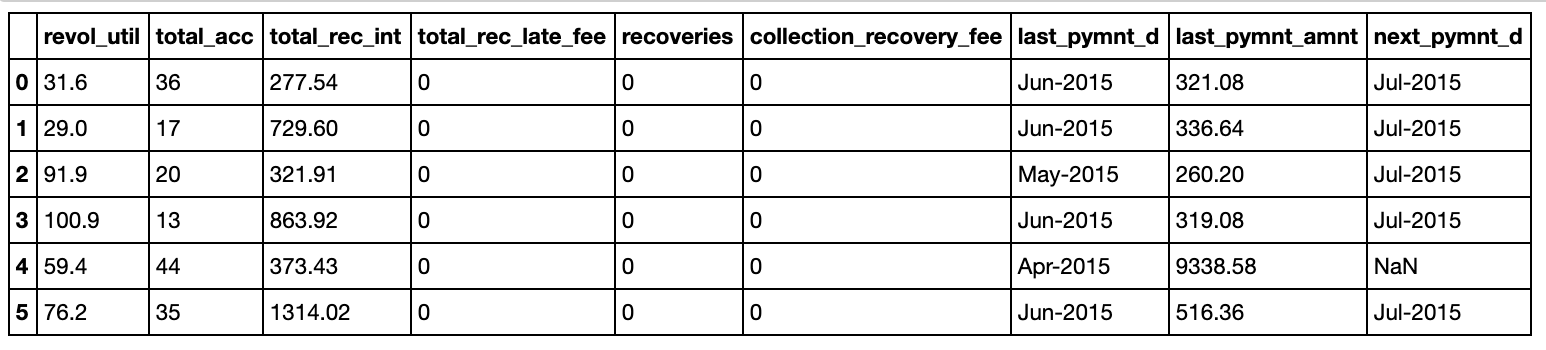 revol_util total_acc total_rec_int total_rec_late_fee recoveries collection_recovery_fee last_pymnt_d last_pymnt_amnt next_pymnt_d
0 31.6 36 277.54 0 0 0 Jun-2015 321.08 Jul-2015
1 29.0 17 729.60 0 0 0 Jun-2015 336.64 Jul-2015
2 91.9 20 321.91 0 0 0 May-2015 260.20 Jul-2015
3 100.9 13 863.92 0 0 0 Jun-2015 319.08 Jul-2015
4 59.4 44 373.43 0 0 0 Apr-2015 9338.58 NaN
5 76.2 35 1314.02 0 0 0 Jun-2015 516.36 Jul-2015